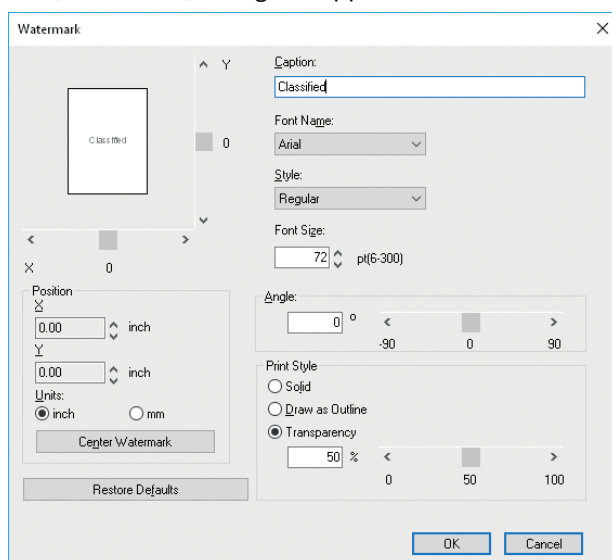 Watermark
Y
Classified
0
X 0
Position
X
0.00 inch
Y
0.00 inch
Units:
inch mm
Center Watermark
Restore Defaults
Caption:
Classified
Font Name:
Arial
Style:
Regular
Font Size:
72 pt(6-300)
Angle:
0 °
-90 0 90
Print Style
Solid
Draw as Outline
Transparency
50 %
0 50 100
OK Cancel